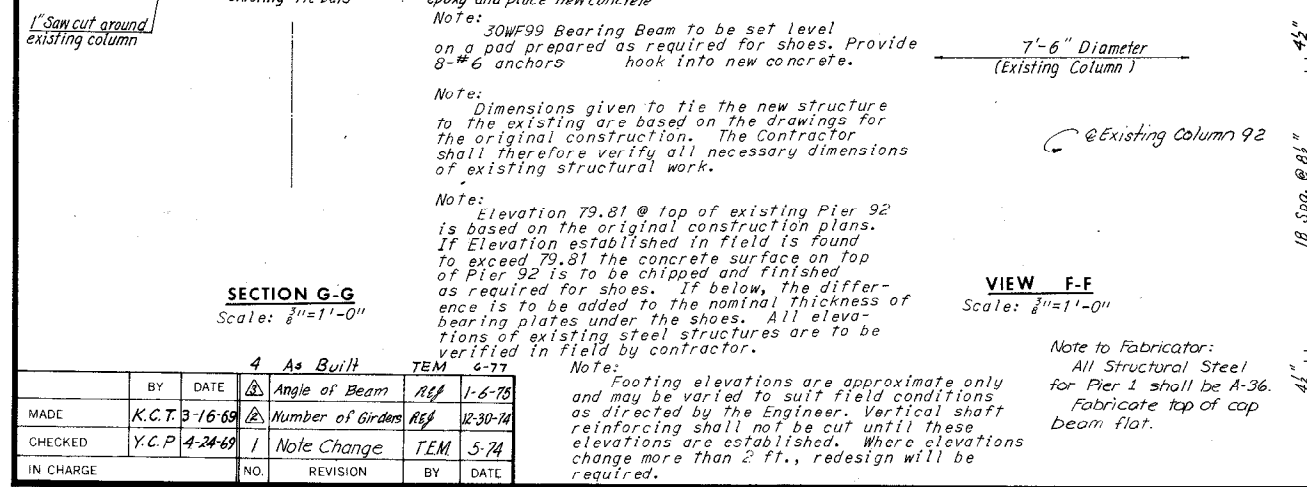 existing Tie Bars
epoxy and place new concrete
1" Saw cut around
existing column
Note:
30WF99 Bearing Beam to be set level
on a pad prepared as required for shoes. Provide
8-#6 anchors hook into new concrete.
Note:
Dimensions given to tie the new structure
to the existing are based on the drawings for
the original construction. The Contractor
shall therefore verify all necessary dimensions
of existing structural work.
Note:
Elevation 79.81 @ top of existing Pier 92
is based on the original construction plans.
If Elevation established in field is found
to exceed 79.81 the concrete surface on top
of Pier 92 is to be chipped and finished
as required for shoes. If below, the differ-
ence is to be added to the nominal thickness of
bearing plates under the shoes. All eleva-
tions of existing steel structures are to be
verified in field by contractor.
Note:
Footing elevations are approximate only
and may be varied to suit field conditions
as directed by the Engineer. Vertical shaft
reinforcing shall not be cut until these
elevations are established. Where elevations
change more than 2 ft., redesign will be
required.
SECTION G-G
Scale: 3/8"=1'-0"
7'-6" Diameter
(Existing Column)
℄ Existing Column 92
4½"
18 Spa. @ 8½"
4½"
VIEW F-F
Scale: 3/8"=1'-0"
Note to Fabricator:
All Structural Steel
for Pier 1 shall be A-36.
Fabricate top of cap
beam flat.
4 As Built TEM 6-77
BY DATE 3 Angle of Beam REJ 1-6-75
MADE K.C.T. 3-16-69 2 Number of Girders REJ 12-30-74
CHECKED Y.C.P 4-24-69 1 Note Change T.E.M. 5-74
IN CHARGE NO. REVISION BY DATE